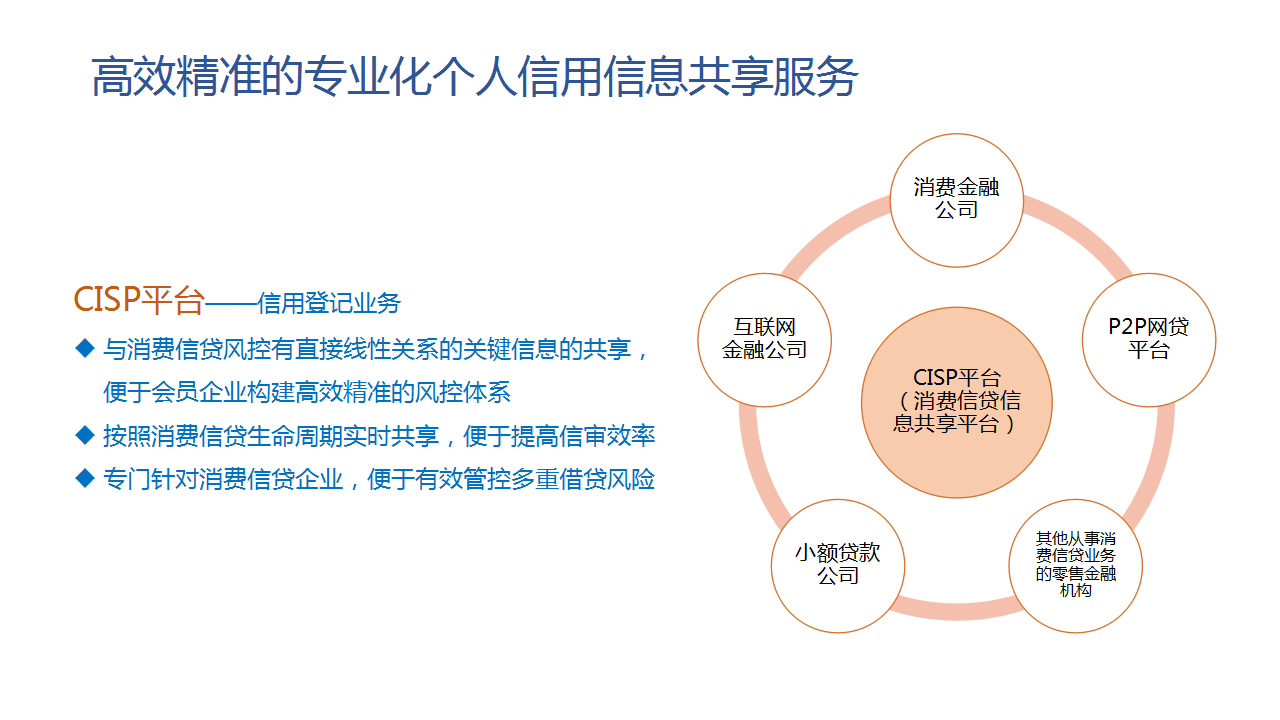 高效精准的专业化个人信用信息共享服务
CISP平台——信用登记业务
◆ 与消费信贷风控有直接线性关系的关键信息的共享，
便于会员企业构建高效精准的风控体系
◆ 按照消费信贷生命周期实时共享，便于提高信审效率
◆ 专门针对消费信贷企业，便于有效管控多重借贷风险
消费金融
公司
互联网
金融公司
P2P网贷
平台
CISP平台
（消费信贷信
息共享平台）
小额贷款
公司
其他从事消
费信贷业务
的零售金融
机构